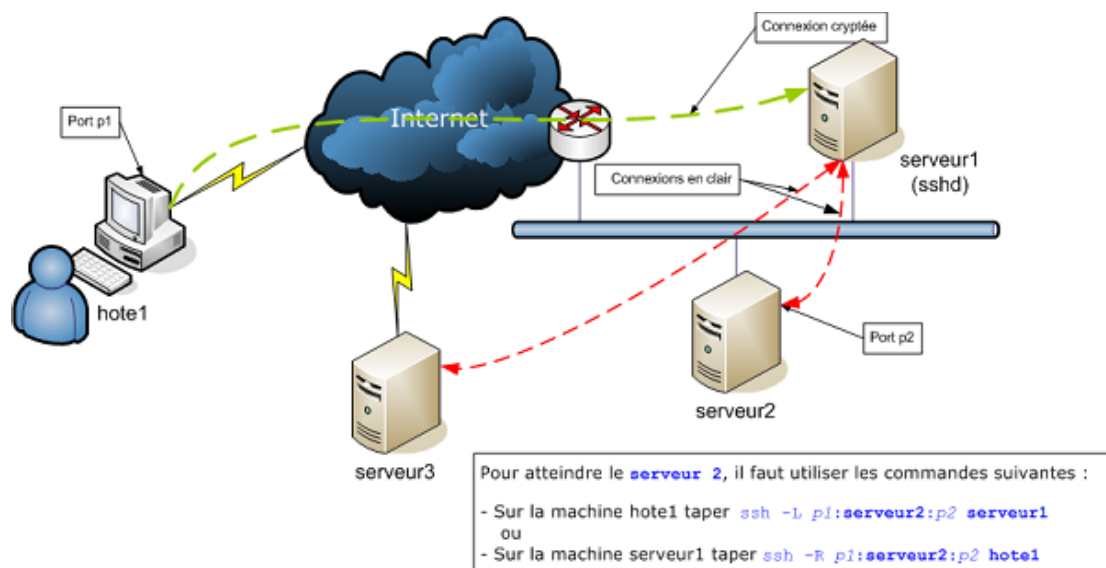 Connexion cryptée
Port p1
Internet
serveur1
(sshd)
Connexions en clair
hote1
Port p2
serveur2
serveur3
Pour atteindre le serveur 2, il faut utiliser les commandes suivantes :
- Sur la machine hote1 taper ssh -L p1:serveur2:p2 serveur1
ou
- Sur la machine serveur1 taper ssh -R p1:serveur2:p2 hote1